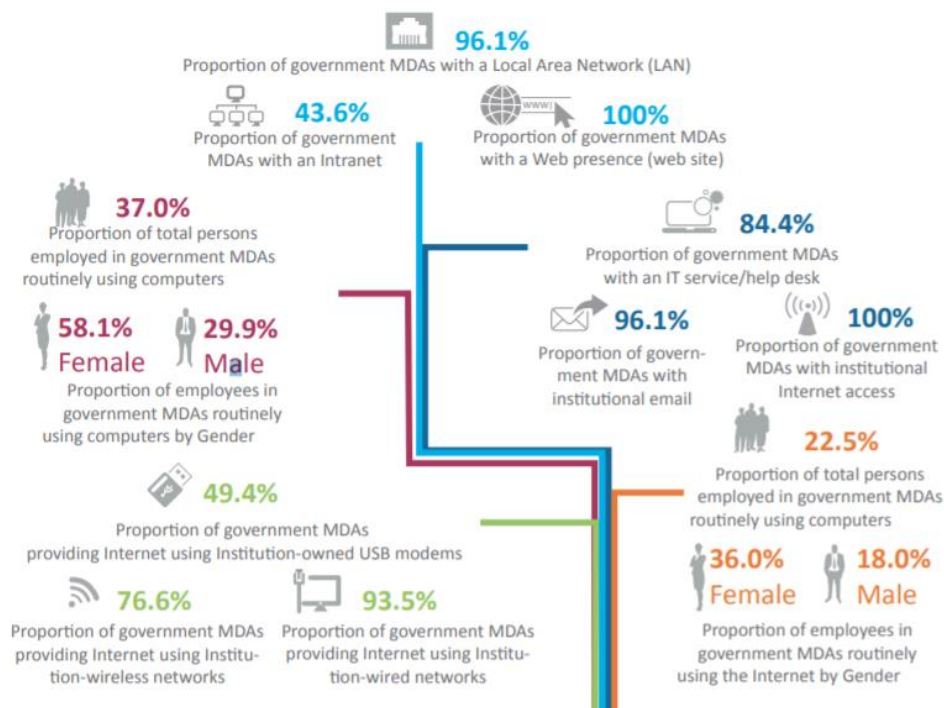 96.1%
Proportion of government MDAs with a Local Area Network (LAN)
43.6%
Proportion of government
MDAs with an Intranet
www
100%
Proportion of government MDAs
with a Web presence (web site)
37.0%
Proportion of total persons
employed in government MDAs
routinely using computers
84.4%
Proportion of government MDAs
with an IT service/help desk
58.1%
Female
29.9%
Male
Proportion of employees in
government MDAs routinely
using computers by Gender
96.1%
Proportion of govern-
ment MDAs with
institutional email
100%
Proportion of government
MDAs with institutional
Internet access
22.5%
Proportion of total persons
employed in government MDAs
routinely using computers
49.4%
Proportion of government MDAs
providing Internet using Institution-owned USB modems
36.0%
Female
18.0%
Male
Proportion of employees in
government MDAs routinely
using the Internet by Gender
76.6%
Proportion of government MDAs
providing Internet using Institu-
tion-wireless networks
93.5%
Proportion of government MDAs
providing Internet using Institu-
tion-wired networks